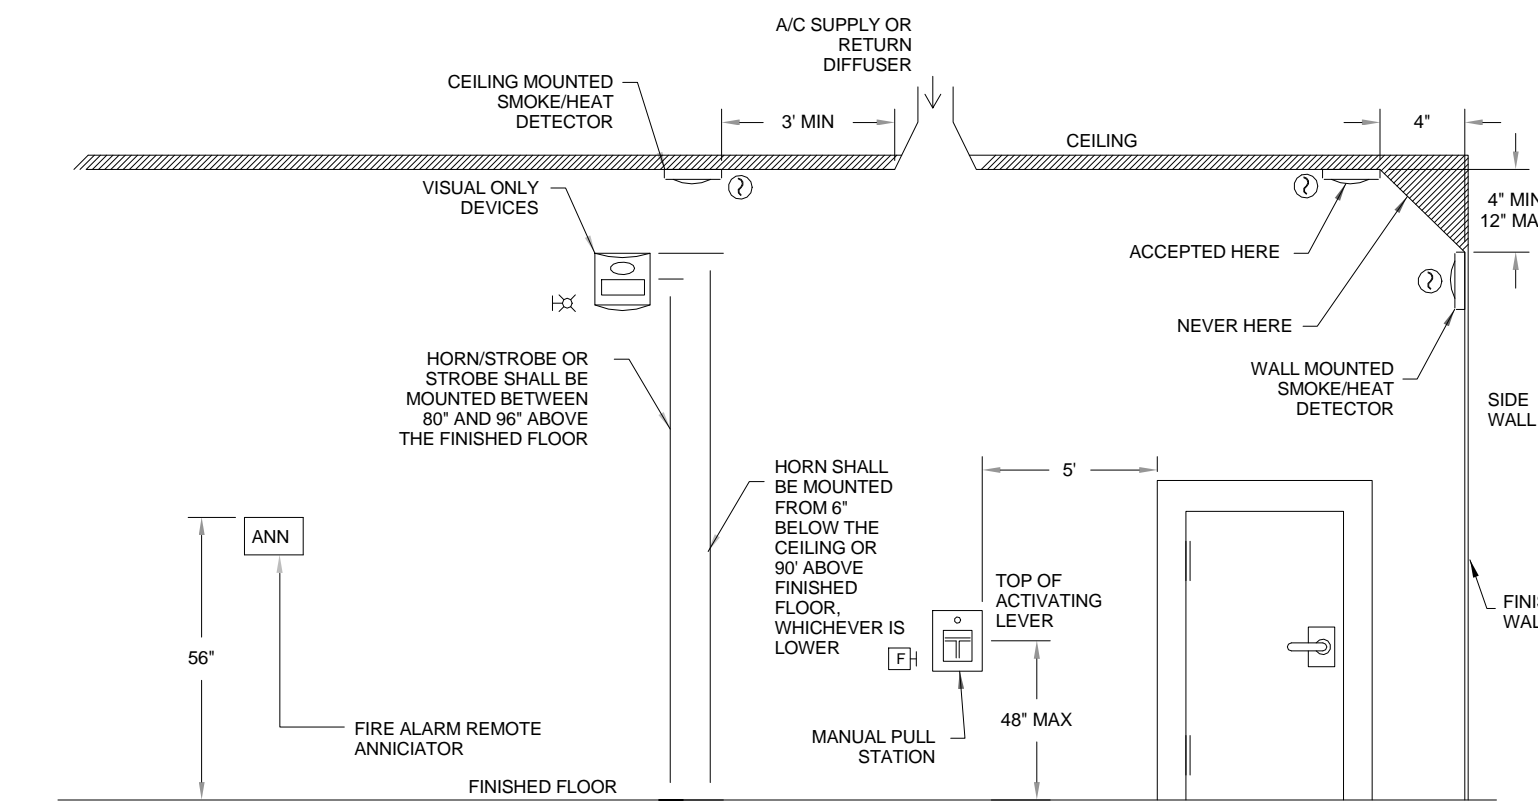 A/C SUPPLY OR
RETURN
DIFFUSER
CEILING MOUNTED
SMOKE/HEAT
DETECTOR
3' MIN
CEILING
4"
4" MIN
12" MA
VISUAL ONLY
DEVICES
ACCEPTED HERE
NEVER HERE
WALL MOUNTED
SMOKE/HEAT
DETECTOR
SIDE
WALL
HORN/STROBE OR
STROBE SHALL BE
MOUNTED BETWEEN
80" AND 96" ABOVE
THE FINISHED FLOOR
HORN SHALL
BE MOUNTED
FROM 6"
BELOW THE
CEILING OR
90' ABOVE
FINISHED
FLOOR,
WHICHEVER IS
LOWER
5'
ANN
TOP OF
ACTIVATING
LEVER
F
FINI
WAL
56"
48" MAX
MANUAL PULL
STATION
FIRE ALARM REMOTE
ANNICIATOR
FINISHED FLOOR